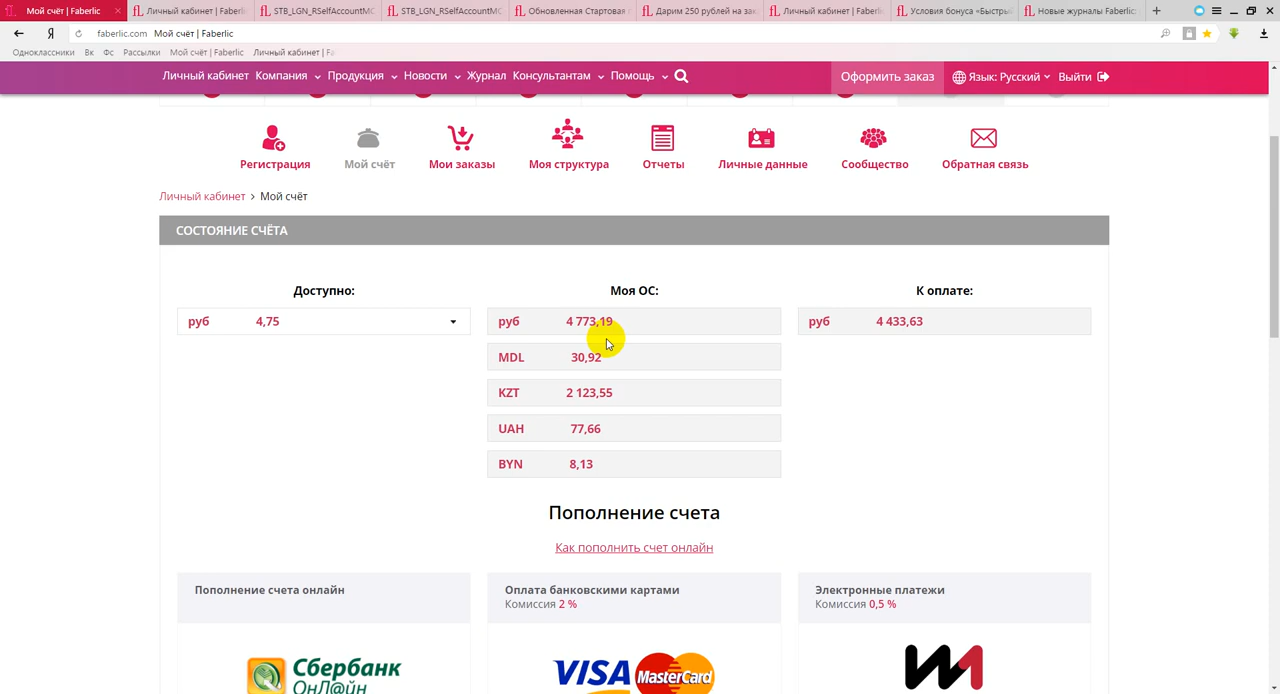 Мой счёт | Faberlic
Личный кабинет | Faberli
STB_LGN_RSelfAccountMC
STB_LGN_RSelfAccountMC
Обновленная Стартовая
Дарим 250 рублей на зак
Личный кабинет | Faberli
Условия бонуса «Быстры
Новые журналы Faberlic
faberlic.com Мой счёт | Faberlic
Одноклассники Вк Фс Рассылки Мой счёт | Faberlic Личный кабинет | Fa
Личный кабинет Компания Продукция Новости Журнал Консультантам Помощь Оформить заказ Язык: Русский Выйти
Регистрация Мой счёт Мои заказы Моя структура Отчеты Личные данные Сообщество Обратная связь
Личный кабинет > Мой счёт
СОСТОЯНИЕ СЧЁТА
Доступно: Моя ОС: К оплате:
руб 4,75 руб 4 773,19 руб 4 433,63
MDL 30,92
KZT 2 123,55
UAH 77,66
BYN 8,13
Пополнение счета
Как пополнить счет онлайн
Пополнение счета онлайн
Оплата банковскими картами
Комиссия 2 %
Электронные платежи
Комиссия 0,5 %
Сбербанк
ОнЛ@йн
VISA MasterCard